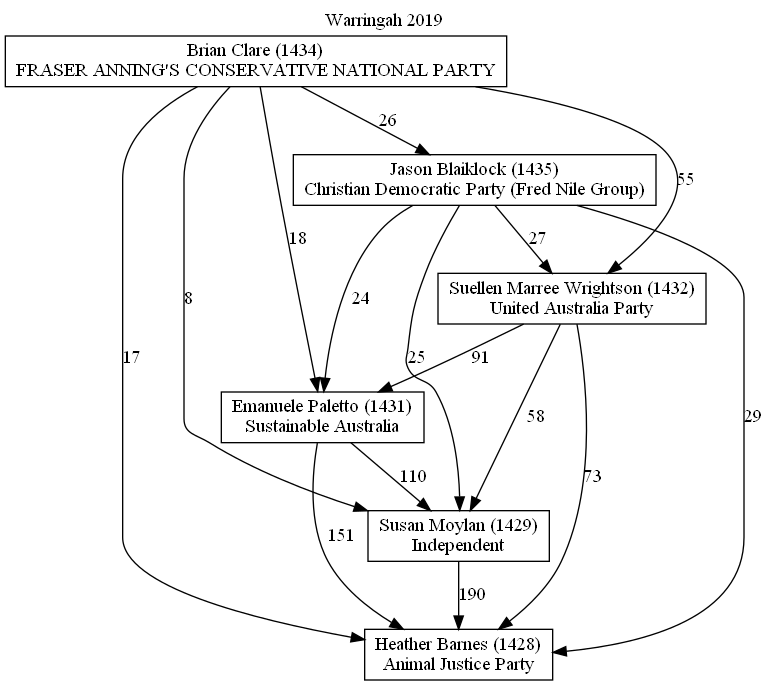 Warringah 2019
Brian Clare (1434)
FRASER ANNING'S CONSERVATIVE NATIONAL PARTY
26
Jason Blaiklock (1435)
Christian Democratic Party (Fred Nile Group)
55
18
27
Suellen Marree Wrightson (1432)
United Australia Party
8
24
17
25
91
Emanuele Paletto (1431)
Sustainable Australia
58
29
110
73
Susan Moylan (1429)
Independent
151
190
Heather Barnes (1428)
Animal Justice Party